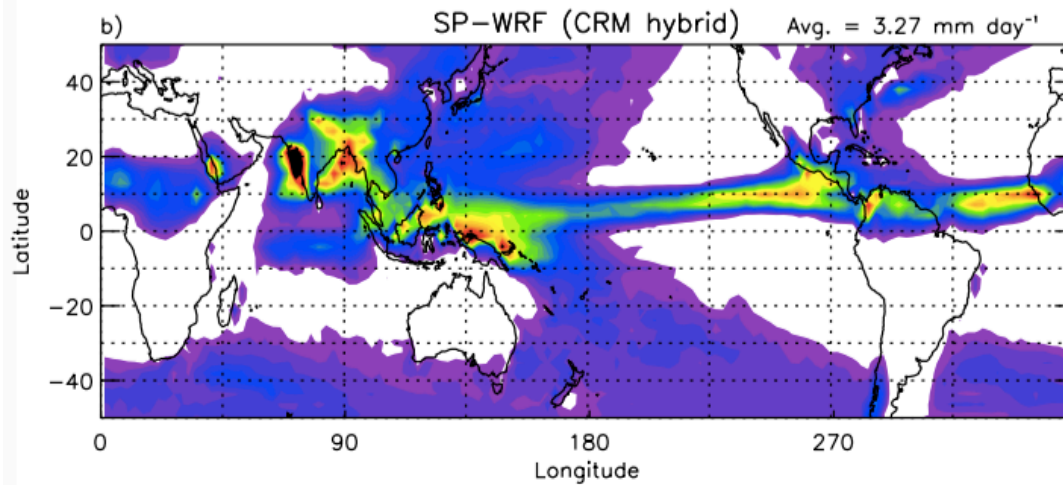 b) SP-WRF (CRM hybrid) Avg. = 3.27 mm day⁻¹
Latitude
40
20
0
−20
−40
0 90 180 270
Longitude